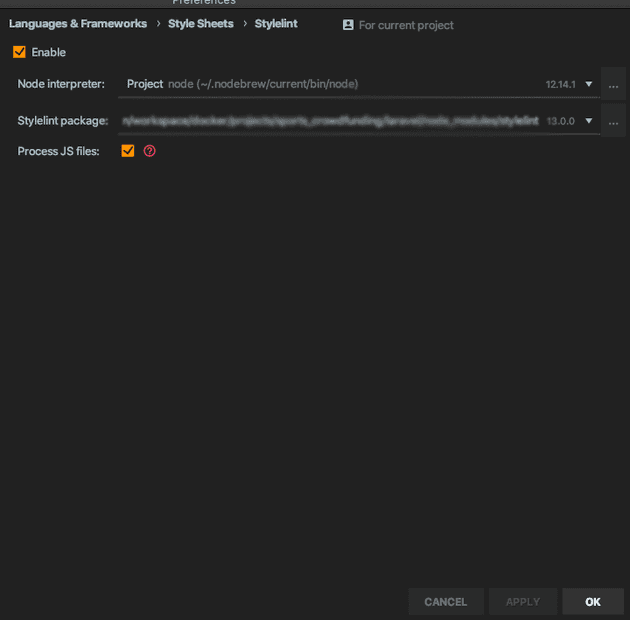 Preferences
Languages & Frameworks › Style Sheets › Stylelint For current project
Enable
Node interpreter: Project node (~/.nodebrew/current/bin/node) 12.14.1 ...
Stylelint package: 13.0.0 ...
Process JS files: ?
CANCEL APPLY OK